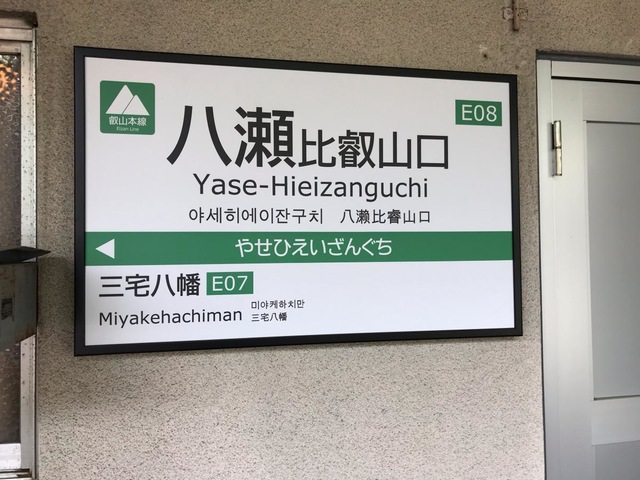 叡山本線
Eizan Line
E08
八瀬比叡山口
Yase-Hieizanguchi
야세히에이잔구치 八濑比睿山口
やせひえいざんぐち
三宅八幡 E07
Miyakehachiman
미야케하치만
三宅八幡